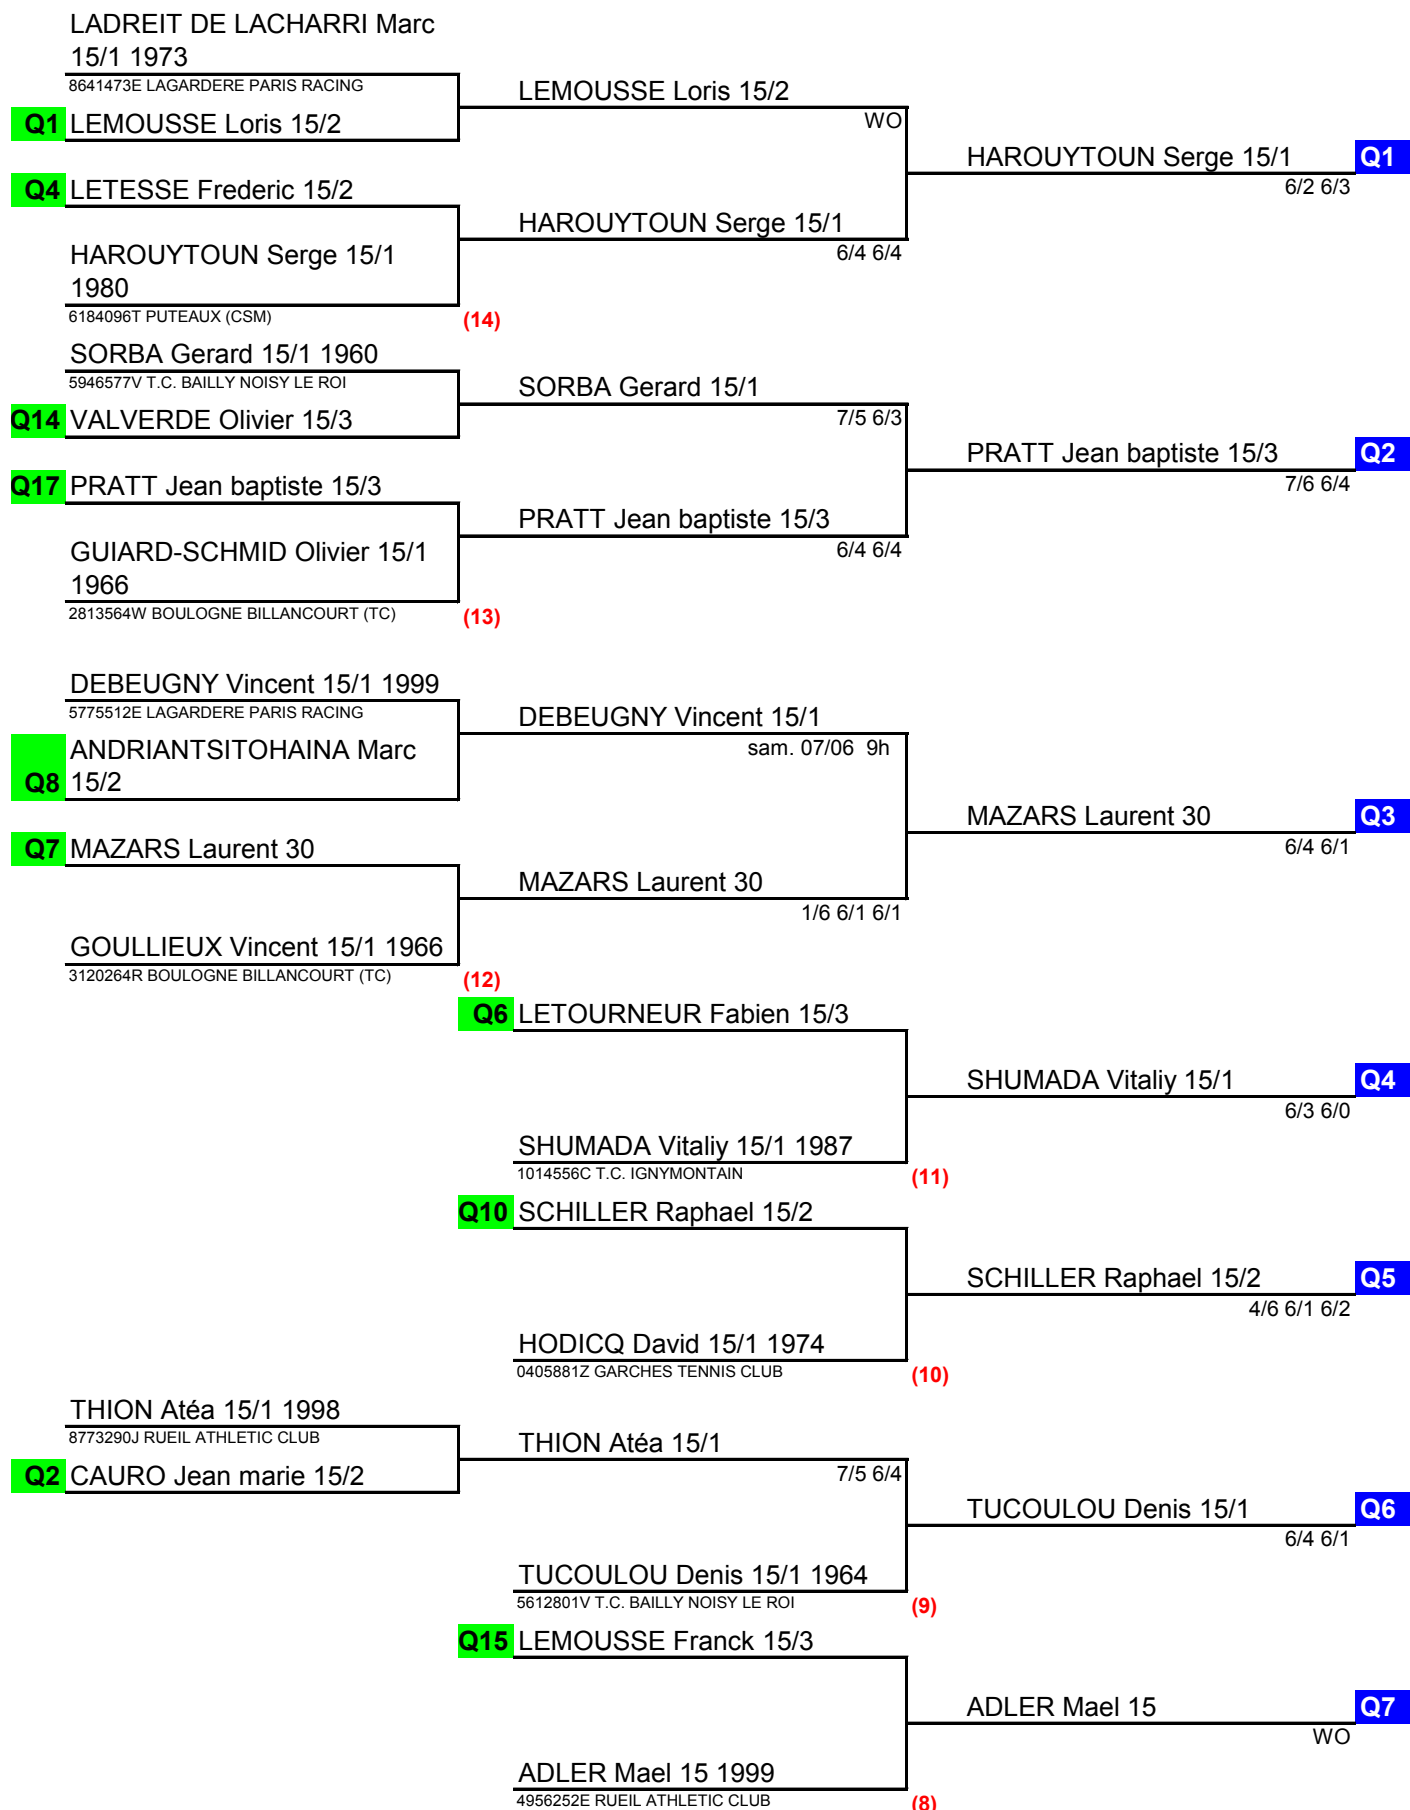 LADREIT DE LACHARRI Marc
15/1 1973
8641473E LAGARDERE PARIS RACING
LEMOUSSE Loris 15/2
WO
Q1 LEMOUSSE Loris 15/2
HAROUYTOUN Serge 15/1 Q1
6/2 6/3
Q4 LETESSE Frederic 15/2
HAROUYTOUN Serge 15/1
6/4 6/4
HAROUYTOUN Serge 15/1
1980
6184096T PUTEAUX (CSM)
(14)
SORBA Gerard 15/1 1960
5946577V T.C. BAILLY NOISY LE ROI
SORBA Gerard 15/1
7/5 6/3
Q14 VALVERDE Olivier 15/3
PRATT Jean baptiste 15/3 Q2
7/6 6/4
Q17 PRATT Jean baptiste 15/3
PRATT Jean baptiste 15/3
6/4 6/4
GUIARD-SCHMID Olivier 15/1
1966
2813564W BOULOGNE BILLANCOURT (TC)
(13)
DEBEUGNY Vincent 15/1 1999
5775512E LAGARDERE PARIS RACING
DEBEUGNY Vincent 15/1
sam. 07/06 9h
ANDRIANTSITOHAINA Marc
Q8 15/2
MAZARS Laurent 30 Q3
6/4 6/1
Q7 MAZARS Laurent 30
MAZARS Laurent 30
1/6 6/1 6/1
GOULLIEUX Vincent 15/1 1966
3120264R BOULOGNE BILLANCOURT (TC)
(12)
Q6 LETOURNEUR Fabien 15/3
SHUMADA Vitaliy 15/1 Q4
6/3 6/0
SHUMADA Vitaliy 15/1 1987
1014556C T.C. IGNYMONTAIN
(11)
Q10 SCHILLER Raphael 15/2
SCHILLER Raphael 15/2 Q5
4/6 6/1 6/2
HODICQ David 15/1 1974
0405881Z GARCHES TENNIS CLUB
(10)
THION Atéa 15/1 1998
8773290J RUEIL ATHLETIC CLUB
THION Atéa 15/1
7/5 6/4
Q2 CAURO Jean marie 15/2
TUCOULOU Denis 15/1 Q6
6/4 6/1
TUCOULOU Denis 15/1 1964
5612801V T.C. BAILLY NOISY LE ROI
(9)
Q15 LEMOUSSE Franck 15/3
ADLER Mael 15 Q7
WO
ADLER Mael 15 1999
4956252E RUEIL ATHLETIC CLUB
(8)